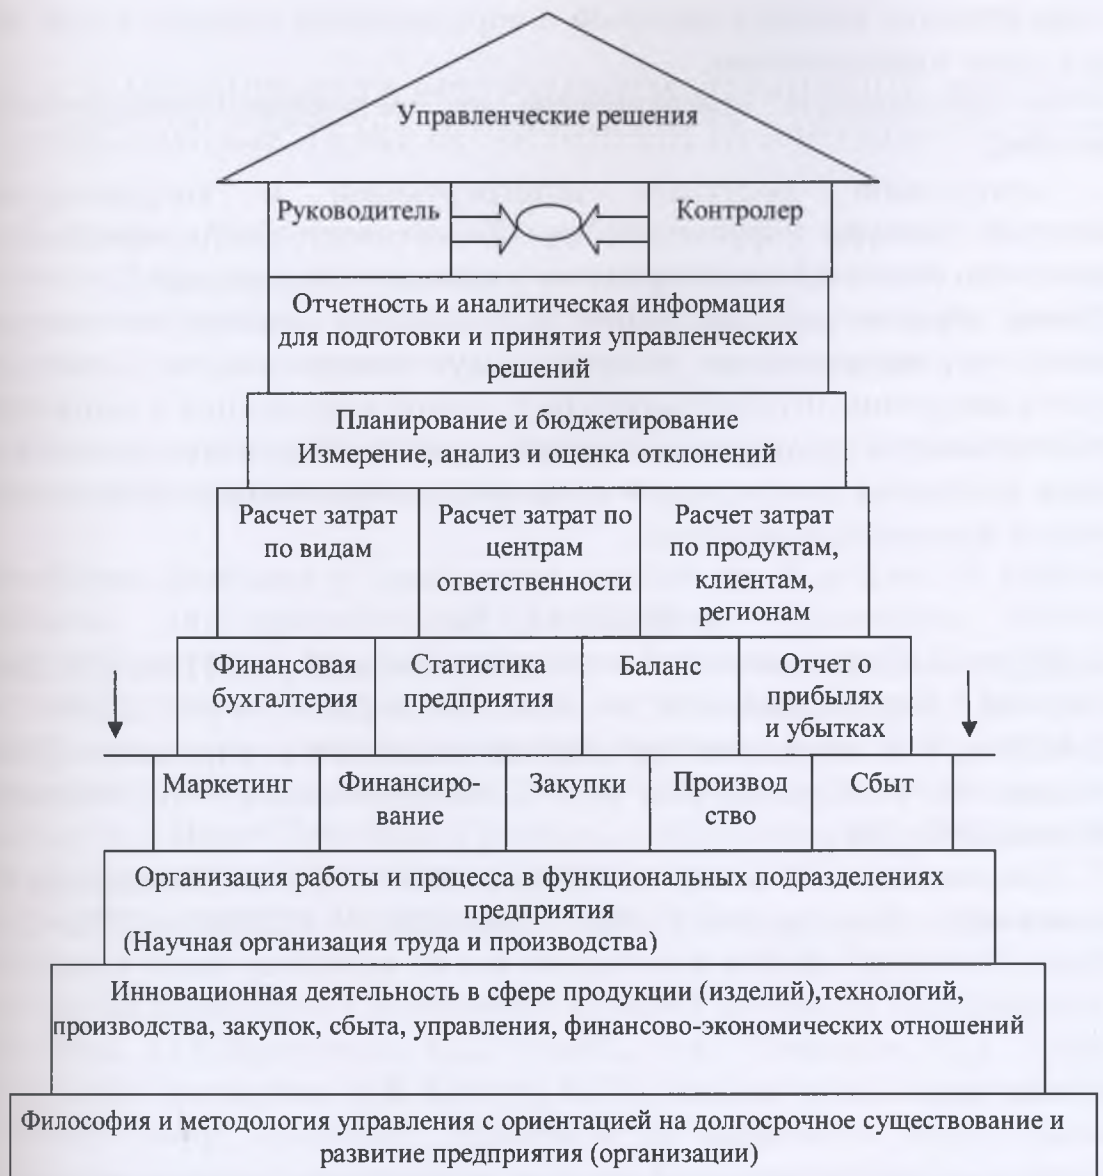 Управленческие решения
Руководитель
Контролер
Отчетность и аналитическая информация
для подготовки и принятия управленческих
решений
Планирование и бюджетирование
Измерение, анализ и оценка отклонений
Расчет затрат
по видам
Расчет затрат по
центрам
ответственности
Расчет затрат
по продуктам,
клиентам,
регионам
Финансовая
бухгалтерия
Статистика
предприятия
Баланс
Отчет о
прибылях
и убытках
Маркетинг
Финансиро-
вание
Закупки
Производ
ство
Сбыт
Организация работы и процесса в функциональных подразделениях
предприятия
(Научная организация труда и производства)
Инновационная деятельность в сфере продукции (изделий),технологий,
производства, закупок, сбыта, управления, финансово-экономических отношений
Философия и методология управления с ориентацией на долгосрочное существование и
развитие предприятия (организации)